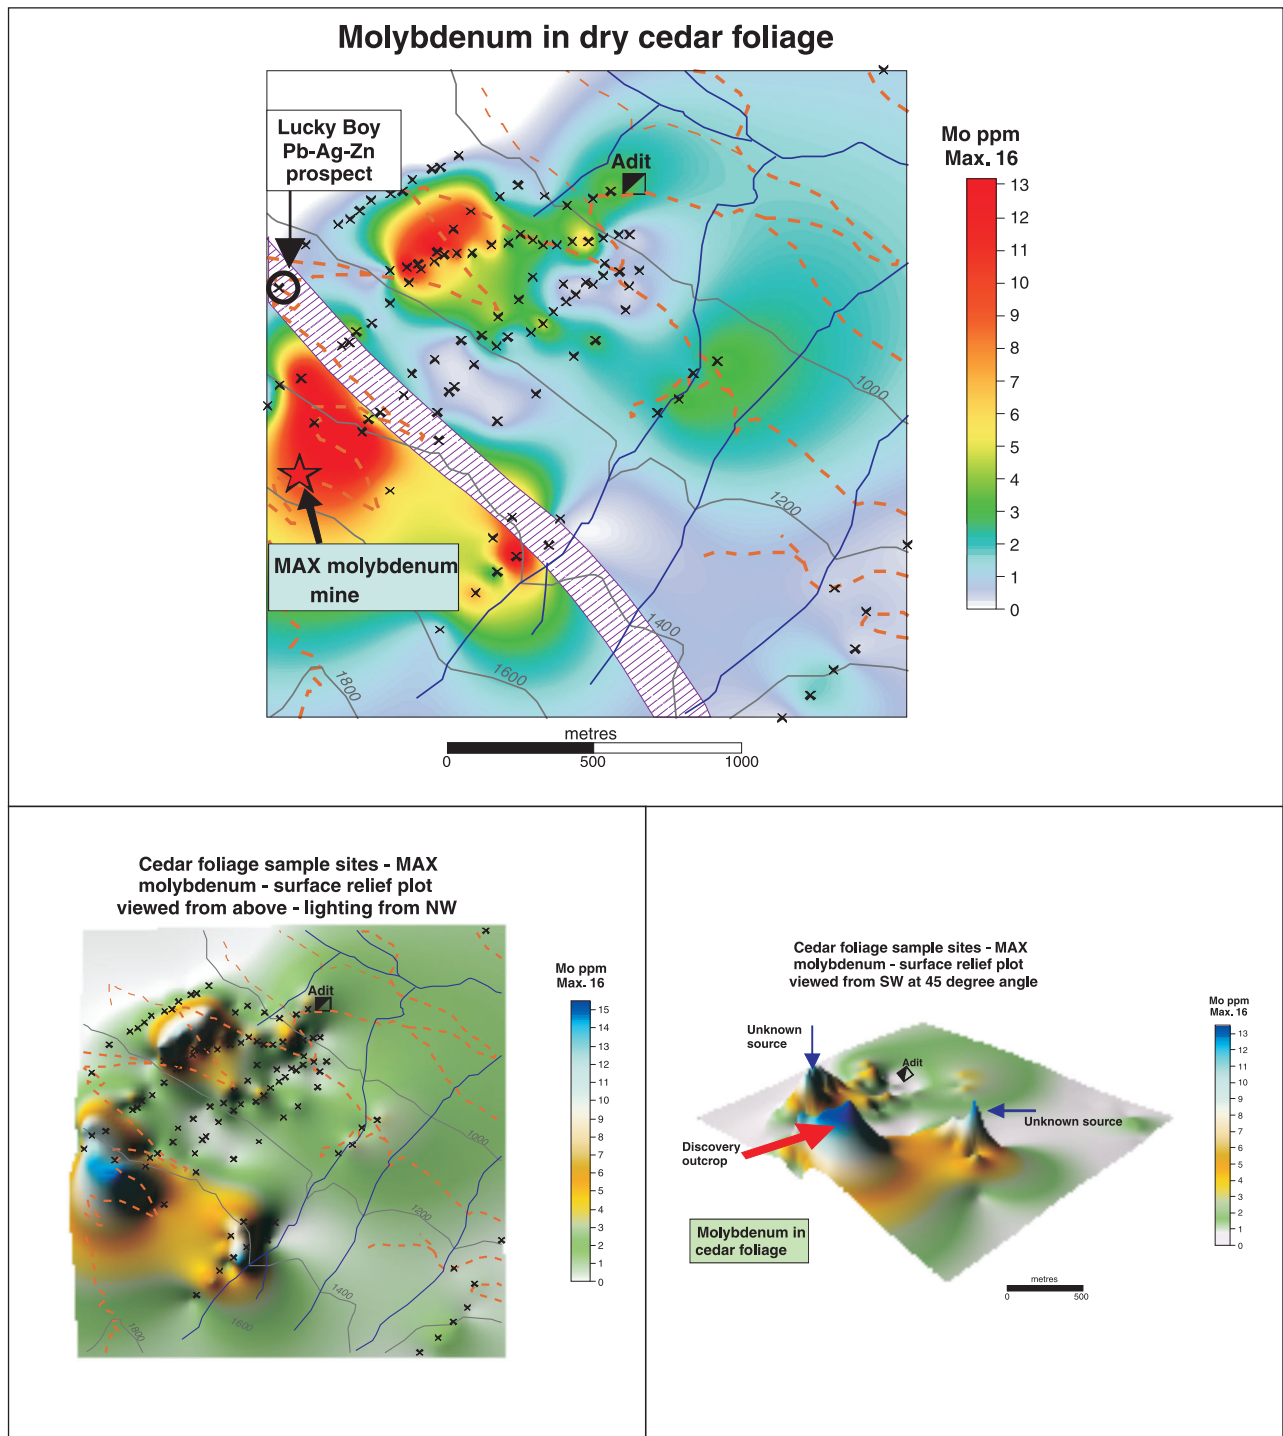 Molybdenum in dry cedar foliage
Lucky Boy
Pb-Ag-Zn
prospect
Adit
Mo ppm
Max. 16
13
12
11
10
9
8
7
6
5
4
3
2
1
0
1000
1200
1400
1600
1800
MAX molybdenum
mine
metres
0 500 1000
Cedar foliage sample sites - MAX
molybdenum - surface relief plot
viewed from above - lighting from NW
Adit
1000
1200
1400
1600
1800
Mo ppm
Max. 16
15
14
13
12
11
10
9
8
7
6
5
4
3
2
1
0
Cedar foliage sample sites - MAX
molybdenum - surface relief plot
viewed from SW at 45 degree angle
Unknown
source
Adit
Unknown source
Discovery
outcrop
Molybdenum in
cedar foliage
metres
0 500
Mo ppm
Max. 16
13
12
11
10
9
8
7
6
5
4
3
2
1
0